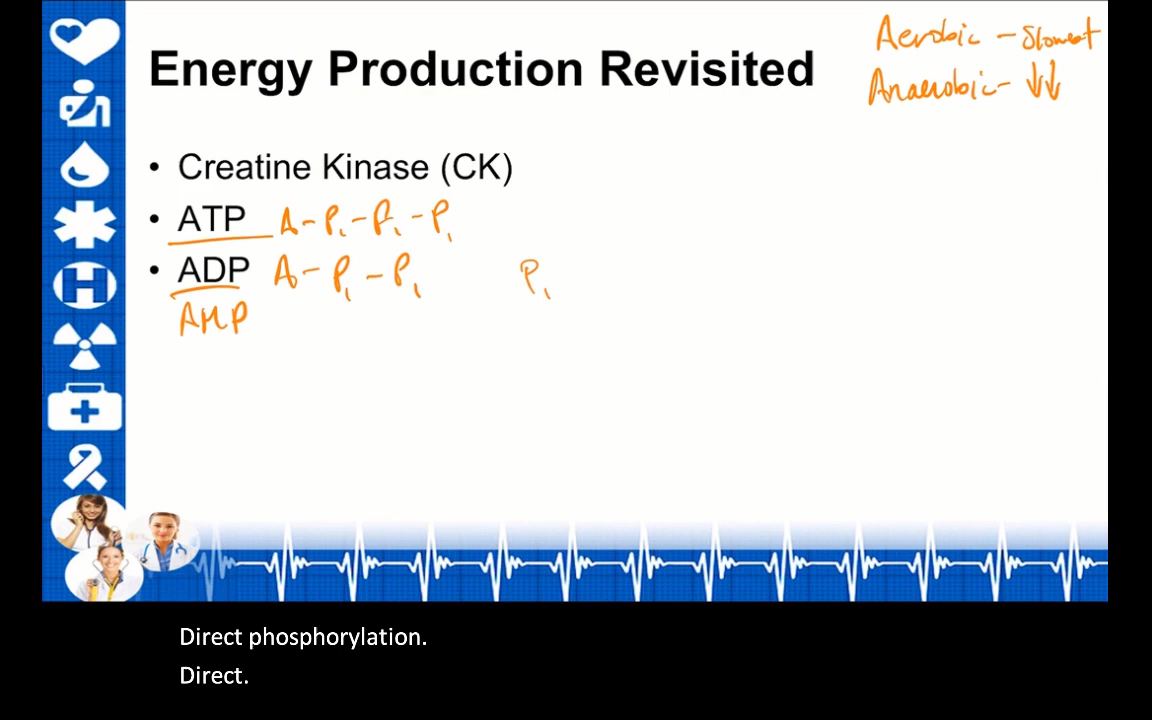 Aerobic - slowest
Energy Production Revisited
Anaerobic - ↓↓
• Creatine Kinase (CK)
• ATP A - Pi - Pi - Pi
• ADP A - Pi - Pi Pi
AMP
H
Direct phosphorylation.
Direct.